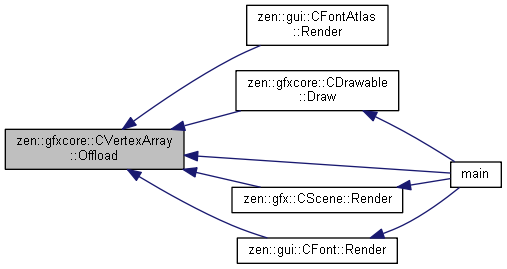 zen::gui::CFontAtlas
::Render
zen::gfxcore::CDrawable
::Draw
zen::gfxcore::CVertexArray
::Offload
main
zen::gfx::CScene::Render
zen::gui::CFont::Render